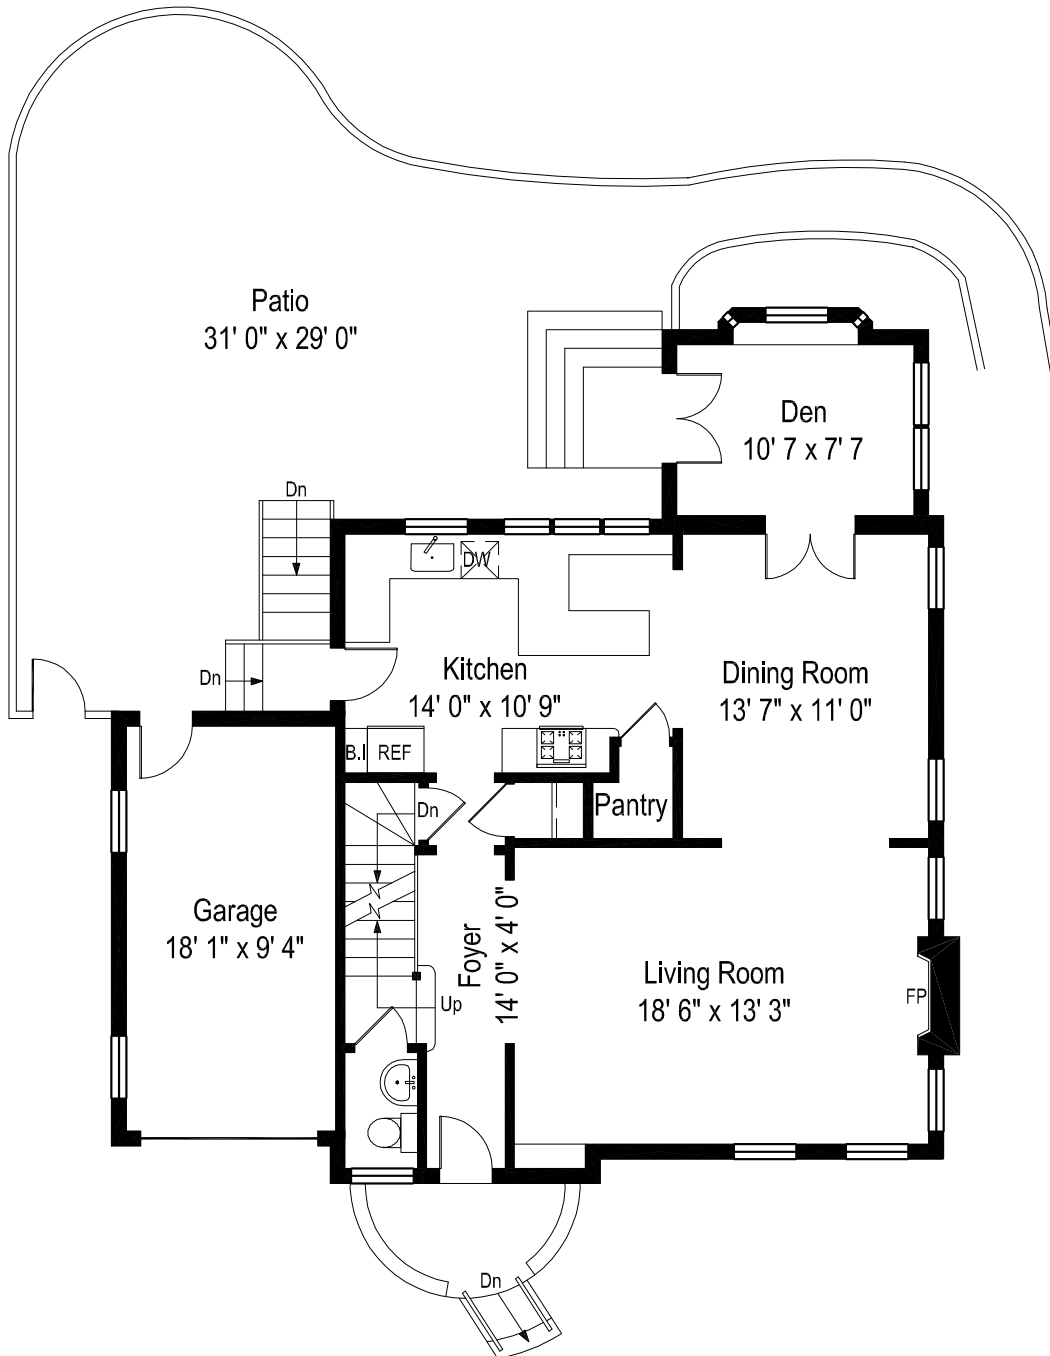 Patio
31' 0" x 29' 0"
Den
10' 7 x 7' 7
Dn
DW
Dn
Kitchen
14' 0" x 10' 9"
Dining Room
13' 7" x 11' 0"
B.I
REF
Dn
Pantry
Garage
18' 1" x 9' 4"
Foyer
14' 0" x 4' 0"
Living Room
18' 6" x 13' 3"
FP
Up
Dn